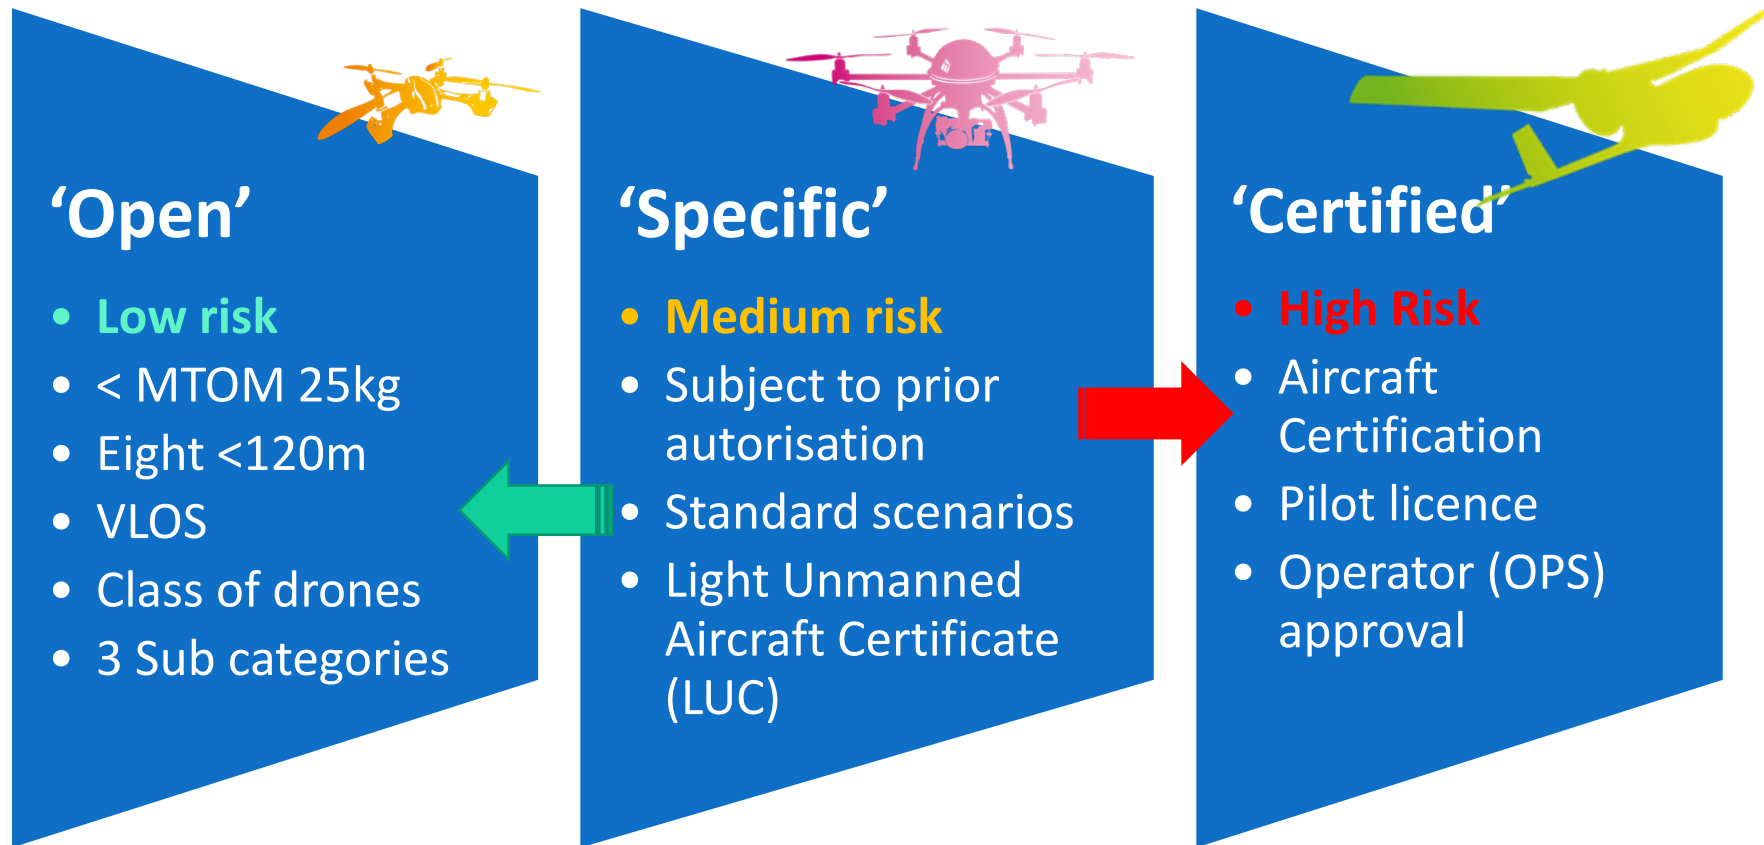 ‘Open’
• Low risk
• < MTOM 25kg
• Eight <120m
• VLOS
• Class of drones
• 3 Sub categories
‘Specific’
• Medium risk
• Subject to prior
autorisation
• Standard scenarios
• Light Unmanned
Aircraft Certificate
(LUC)
‘Certified’
• High Risk
• Aircraft
Certification
• Pilot licence
• Operator (OPS)
approval